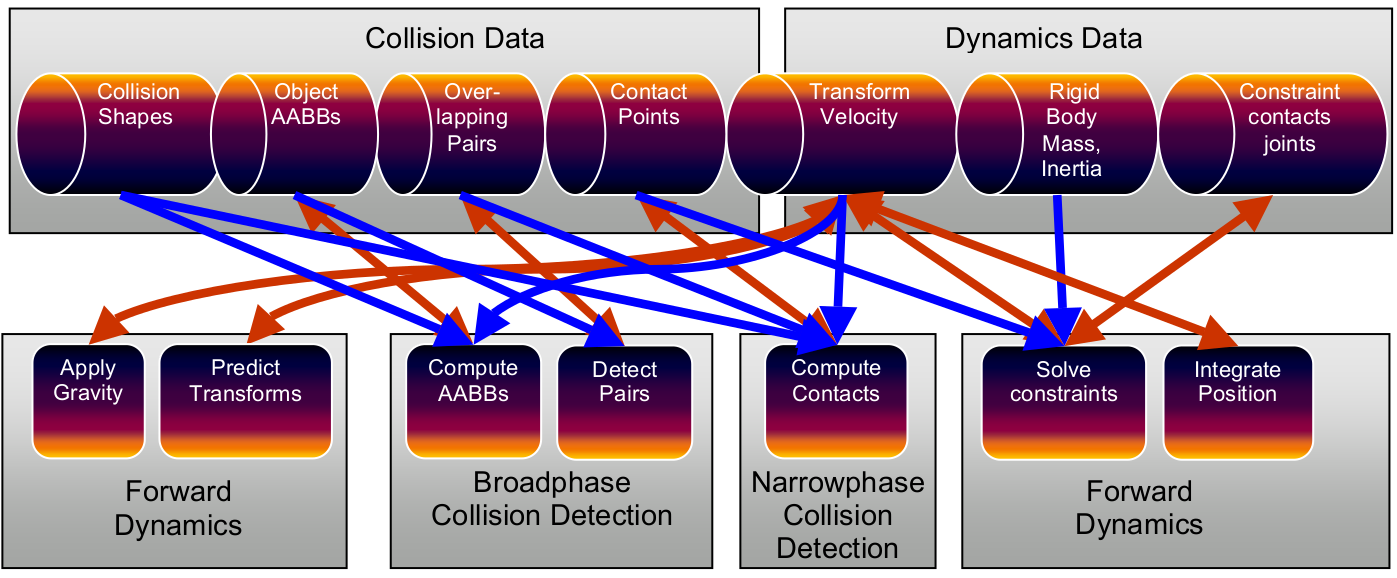 Collision Data
Dynamics Data
Collision
Shapes
Object
AABBs
Over-
lapping
Pairs
Contact
Points
Transform
Velocity
Rigid
Body
Mass,
Inertia
Constraint
contacts
joints
Apply
Gravity
Predict
Transforms
Forward
Dynamics
Compute
AABBs
Detect
Pairs
Broadphase
Collision Detection
Compute
Contacts
Narrowphase
Collision
Detection
Solve
constraints
Integrate
Position
Forward
Dynamics